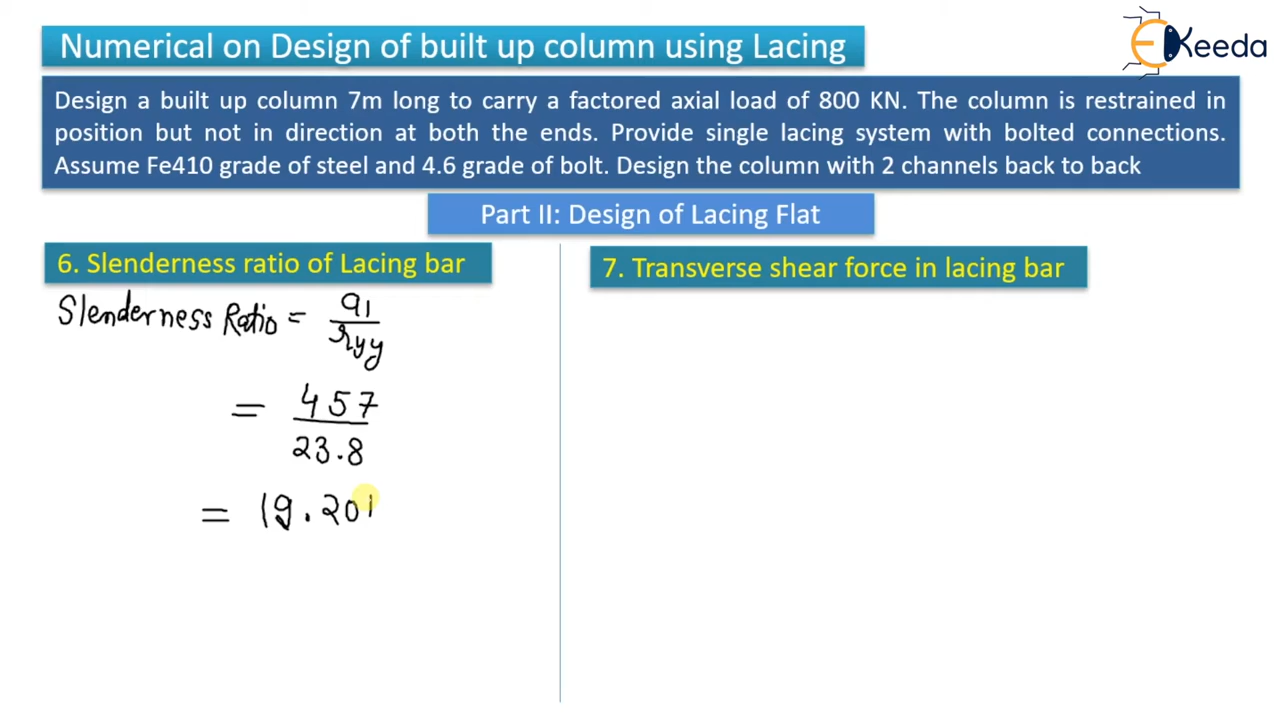 Numerical on Design of built up column using Lacing
EKeeda
Design a built up column 7m long to carry a factored axial load of 800 KN. The column is restrained in
position but not in direction at both the ends. Provide single lacing system with bolted connections.
Assume Fe410 grade of steel and 4.6 grade of bolt. Design the column with 2 channels back to back
Part II: Design of Lacing Flat
6. Slenderness ratio of Lacing bar
Slenderness Ratio = a1
ryy
= 457
23.8
= 19.201
7. Transverse shear force in lacing bar